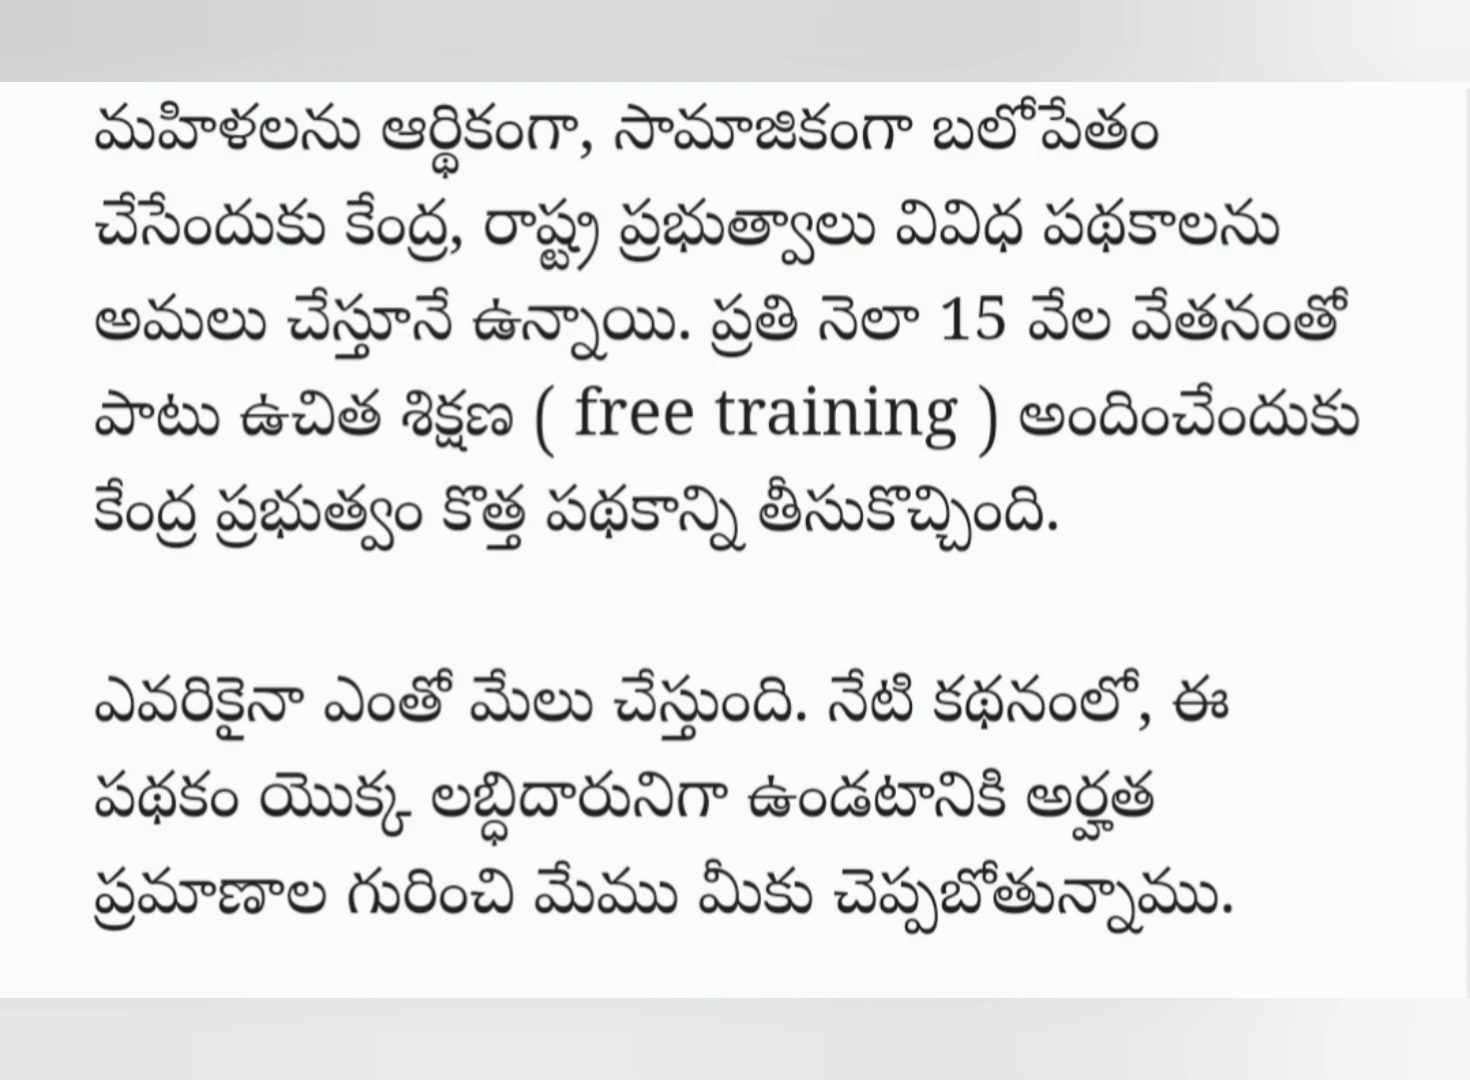 మహిళలను ఆర్థికంగా, సామాజికంగా బలోపేతం
చేసేందుకు కేంద్ర, రాష్ట్ర ప్రభుత్వాలు వివిధ పథకాలను
అమలు చేస్తూనే ఉన్నాయి. ప్రతి నెలా 15 వేల వేతనంతో
పాటు ఉచిత శిక్షణ ( free training ) అందించేందుకు
కేంద్ర ప్రభుత్వం కొత్త పథకాన్ని తీసుకొచ్చింది.
ఎవరికైనా ఎంతో మేలు చేస్తుంది. నేటి కథనంలో, ఈ
పథకం యొక్క లబ్ధిదారునిగా ఉండటానికి అర్హత
ప్రమాణాల గురించి మేము మీకు చెప్పబోతున్నాము.